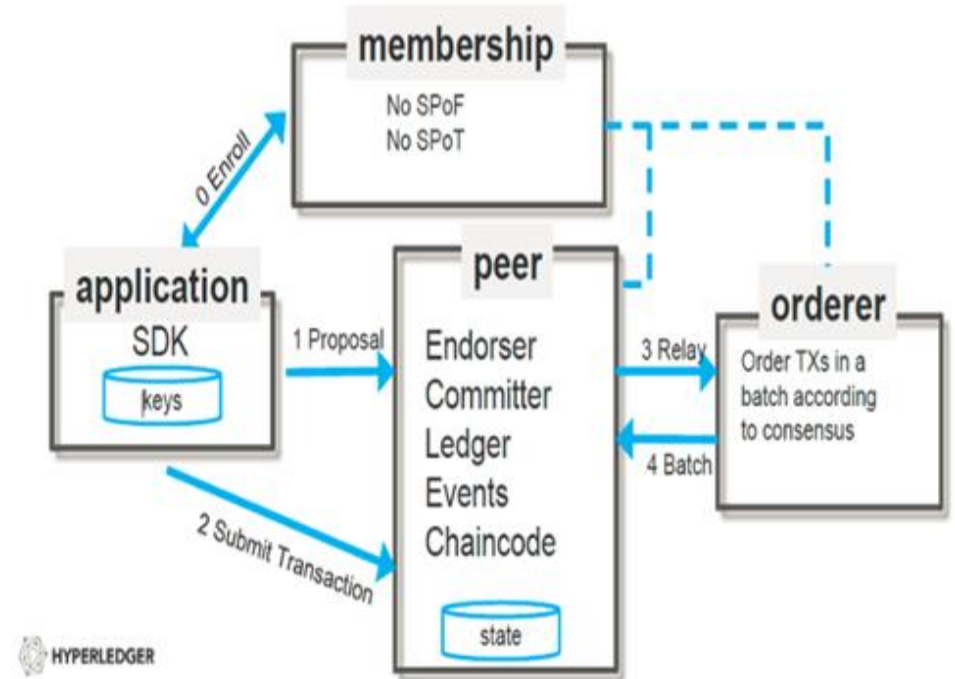 membership
No SPoF
No SPoT
0 Enroll
application
SDK
keys
1 Proposal
2 Submit Transaction
peer
Endorser
Committer
Ledger
Events
Chaincode
state
3 Relay
4 Batch
orderer
Order TXs in a
batch according
to consensus
HYPERLEDGER